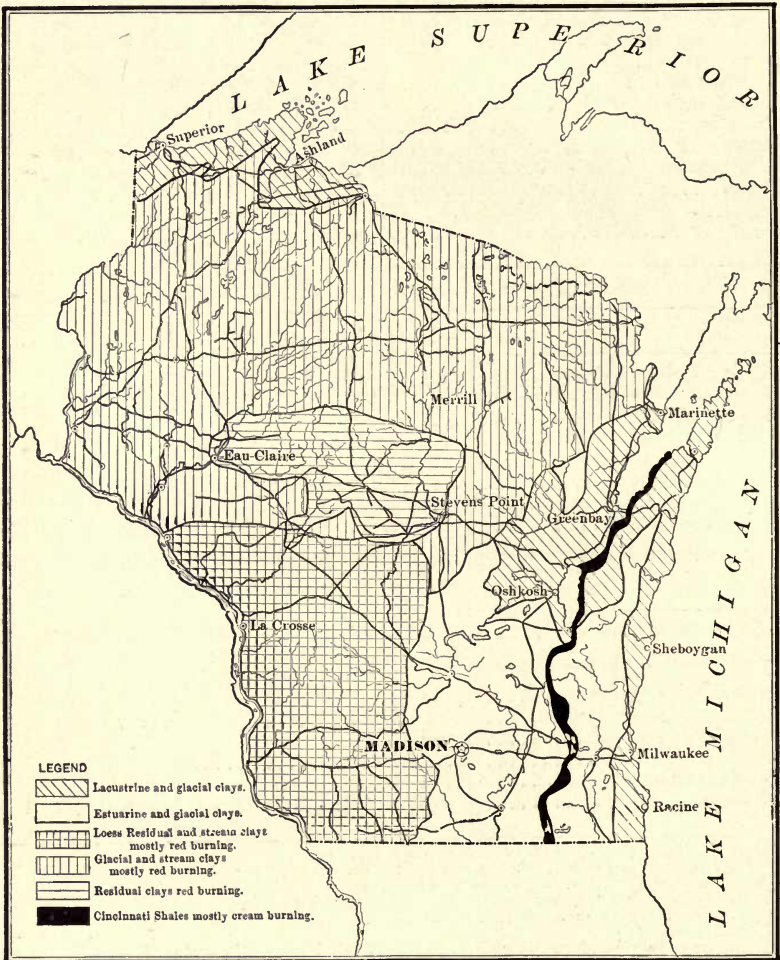 LAKE SUPERIOR
Superior
Ashland
Merrill
Marinette
Eau Claire
Stevens Point
Greenbay
Oshkosh
La Crosse
Sheboygan
MADISON
Milwaukee
Racine
LAKE MICHIGAN
LEGEND
Lacustrine and glacial clays.
Estuarine and glacial clays.
Loess Residual and stream clays
mostly red burning.
Glacial and stream clays
mostly red burning.
Residual clays red burning.
Cincinnati Shales mostly cream burning.